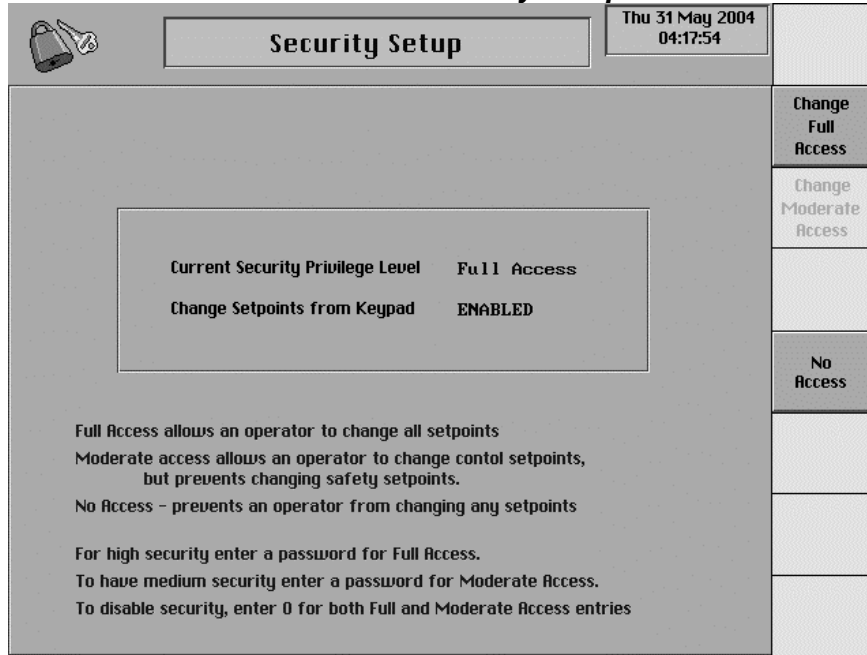 Security Setup
Thu 31 May 2004
04:17:54
Change
Full
Access
Change
Moderate
Access
No
Access
Current Security Privilege Level Full Access
Change Setpoints from Keypad ENABLED
Full Access allows an operator to change all setpoints
Moderate access allows an operator to change contol setpoints,
but prevents changing safety setpoints.
No Access - prevents an operator from changing any setpoints
For high security enter a password for Full Access.
To have medium security enter a password for Moderate Access.
To disable security, enter 0 for both Full and Moderate Access entries